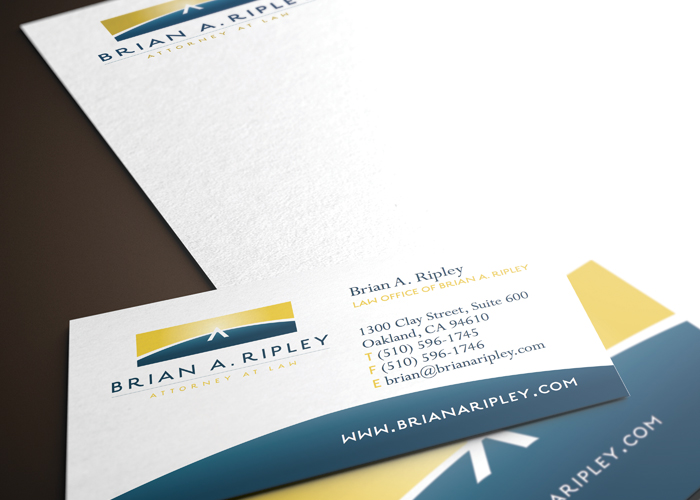 BRIAN A. RIPLEY
ATTORNEY AT LAW
BRIAN A. RIPLEY
ATTORNEY AT LAW
Brian A. Ripley
LAW OFFICE OF BRIAN A. RIPLEY
1300 Clay Street, Suite 600
Oakland, CA 94610
T (510) 596-1745
F (510) 596-1746
E brian@brianaripley.com
WWW.BRIANARIPLEY.COM
ARIPLEY.COM